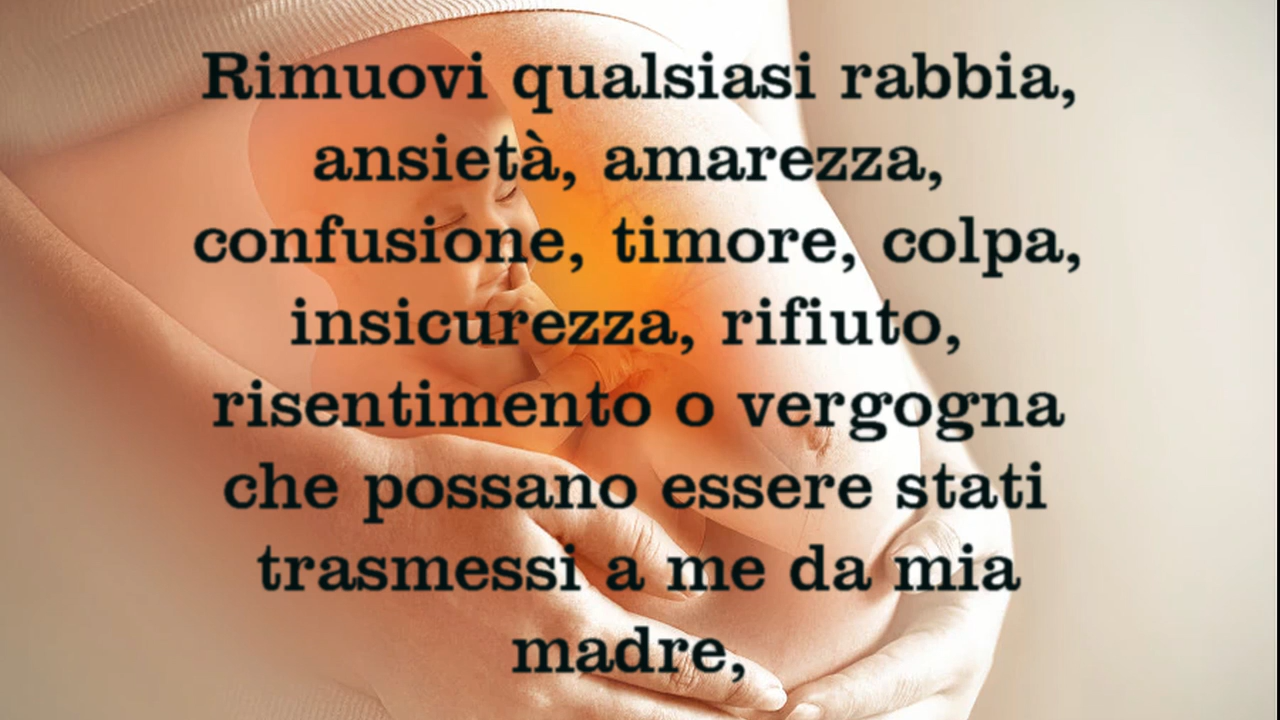 Rimuovi qualsiasi rabbia,
ansietà, amarezza,
confusione, timore, colpa,
insicurezza, rifiuto,
risentimento o vergogna
che possano essere stati
trasmessi a me da mia
madre,